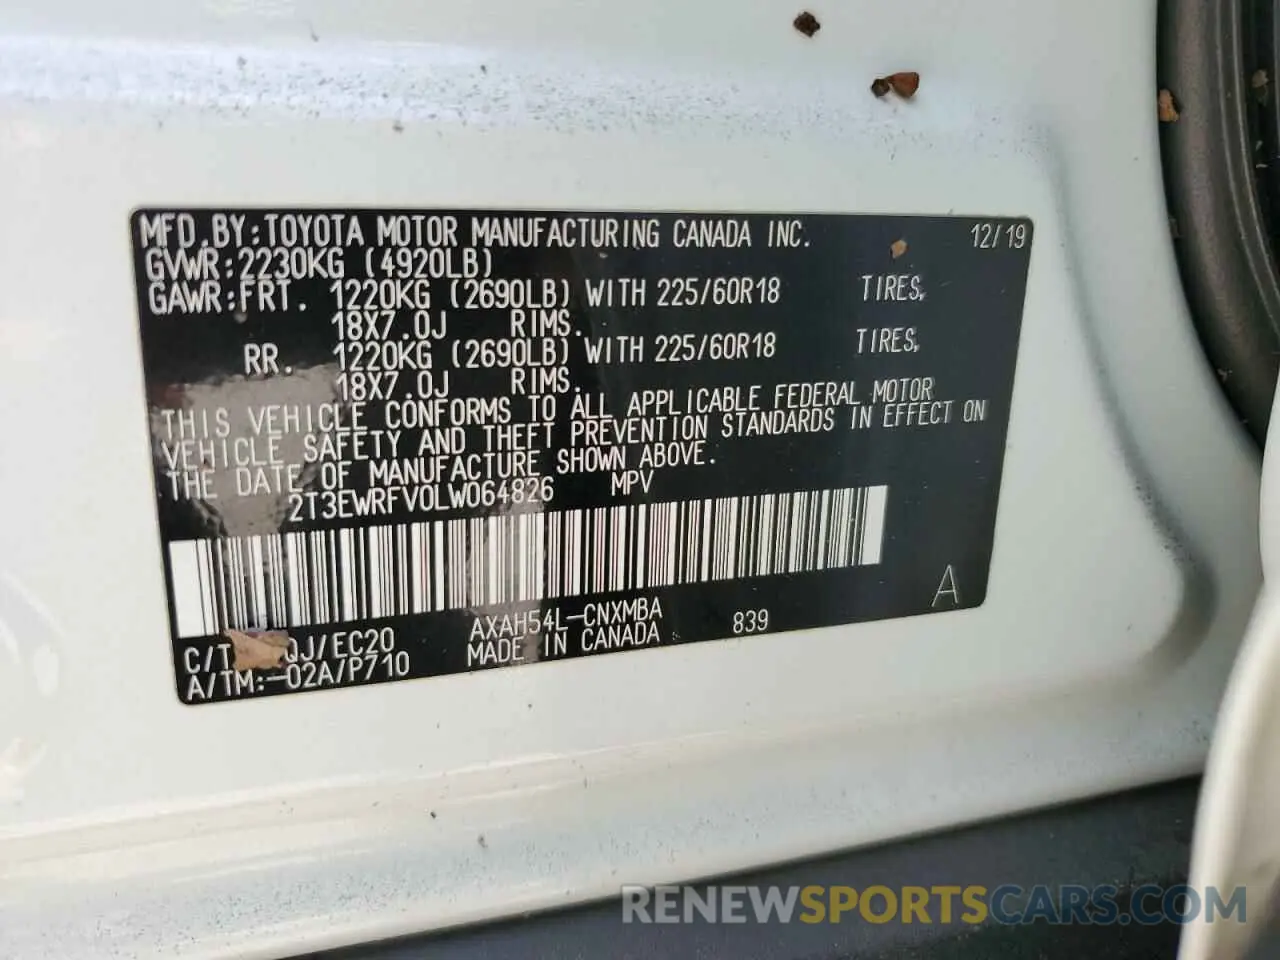 MFD.BY:TOYOTA MOTOR MANUFACTURING CANADA INC. 12/19
GVWR:2230KG (4920LB)
GAWR:FRT. 1220KG (2690LB) WITH 225/60R18 TIRES,
18X7.0J RIMS.
RR. 1220KG (2690LB) WITH 225/60R18 TIRES,
18X7.0J RIMS.
THIS VEHICLE CONFORMS TO ALL APPLICABLE FEDERAL MOTOR
VEHICLE SAFETY AND THEFT PREVENTION STANDARDS IN EFFECT ON
THE DATE OF MANUFACTURE SHOWN ABOVE.
2T3EWRFV0LW064826 MPV
C/T QJ/EC20 AXAH54L-CNXMBA 839 A
A/TM:-02A/P710 MADE IN CANADA
RENEWSPORTSCARS.COM